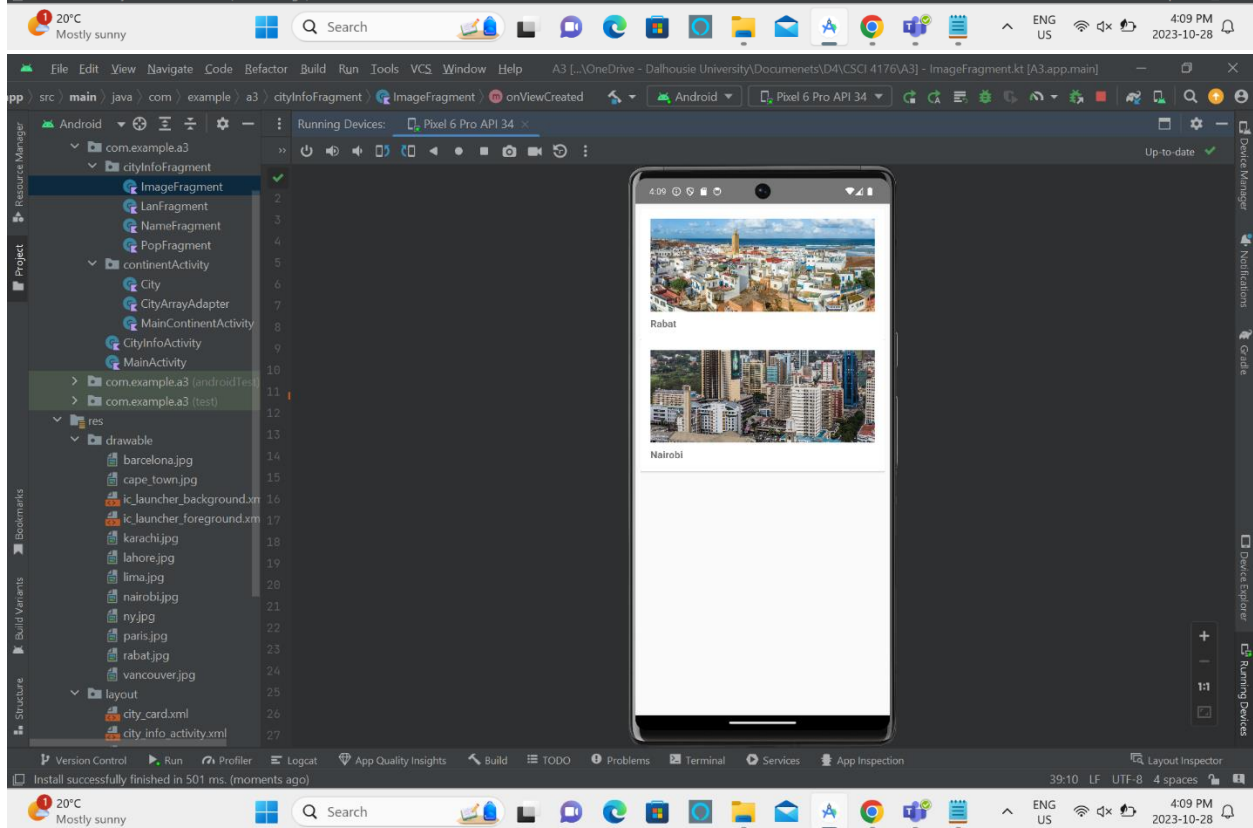 1 20°C ENG 4:09 PM
Mostly sunny Search US 2023-10-28
File Edit View Navigate Code Refactor Build Run Tools VCS Window Help A3 [...\OneDrive - Dalhousie University\Documenets\D4\CSCI 4176\A3] - ImageFragment.kt [A3.app.main]
app src main java com example a3 cityInfoFragment ImageFragment onViewCreated Android Pixel 6 Pro API 34
Android Running Devices: Pixel 6 Pro API 34
Up-to-date
Resource Manager
Project
Bookmarks
Build Variants
Structure
com.example.a3
cityInfoFragment
ImageFragment
LanFragment
NameFragment
PopFragment
continentActivity
City
CityArrayAdapter
MainContinentActivity
CityInfoActivity
MainActivity
com.example.a3 (androidTest)
com.example.a3 (test)
res
drawable
barcelona.jpg
cape_town.jpg
ic_launcher_background.xm
ic_launcher_foreground.xm
karachi.jpg
lahore.jpg
lima.jpg
nairobi.jpg
ny.jpg
paris.jpg
rabat.jpg
vancouver.jpg
layout
city_card.xml
city_info_activity.xml
2
3
4
5
6
7
8
9
10
11
12
13
14
15
16
17
18
19
20
21
22
23
24
25
26
27
4:09
Rabat
Nairobi
1:1
Device Manager
Notifications
Gradle
Device Explorer
Running Devices
Version Control Run Profiler Logcat App Quality Insights Build TODO Problems Terminal Services App Inspection Layout Inspector
Install successfully finished in 501 ms. (moments ago) 39:10 LF UTF-8 4 spaces
1 20°C ENG 4:09 PM
Mostly sunny Search US 2023-10-28